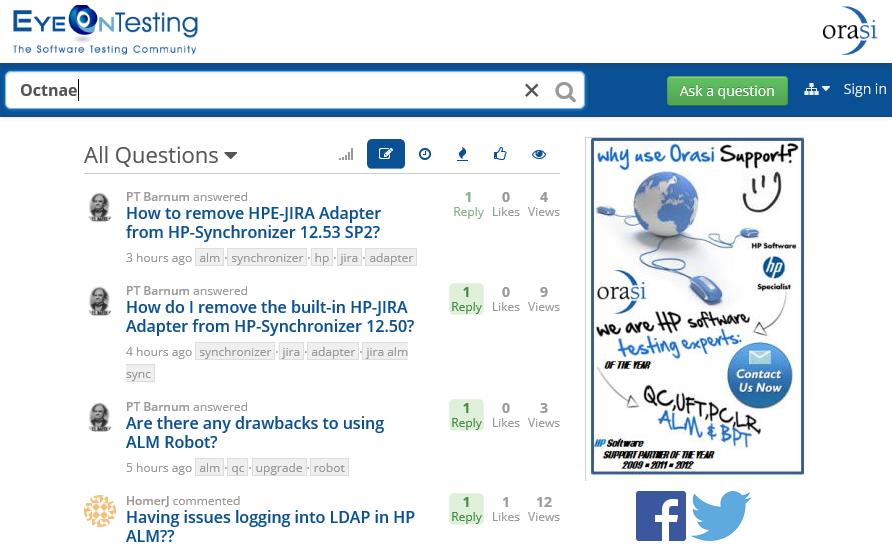 EYEONTESTING
The Software Testing Community
orasi
Octnae
Ask a question
Sign in
All Questions
PT Barnum answered
How to remove HPE-JIRA Adapter
from HP-Synchronizer 12.53 SP2?
3 hours ago alm · synchronizer · hp · jira · adapter
1 0 4
Reply Likes Views
PT Barnum answered
How do I remove the built-in HP-JIRA
Adapter from HP-Synchronizer 12.50?
4 hours ago synchronizer · jira · adapter · jira alm
sync
1 0 9
Reply Likes Views
PT Barnum answered
Are there any drawbacks to using
ALM Robot?
5 hours ago alm · qc · upgrade · robot
1 0 3
Reply Likes Views
HomerJ commented
Having issues logging into LDAP in HP
ALM??
1 1 12
Reply Likes Views
why use Orasi Support?
HP Software
hp
Specialist
orasi
we are HP software
testing experts:
OF THE YEAR
Contact
Us Now
QC, UFT, PC, LR,
ALM & BPT
HP Software
SUPPORT PARTNER OF THE YEAR
2009 • 2011 • 2012
f